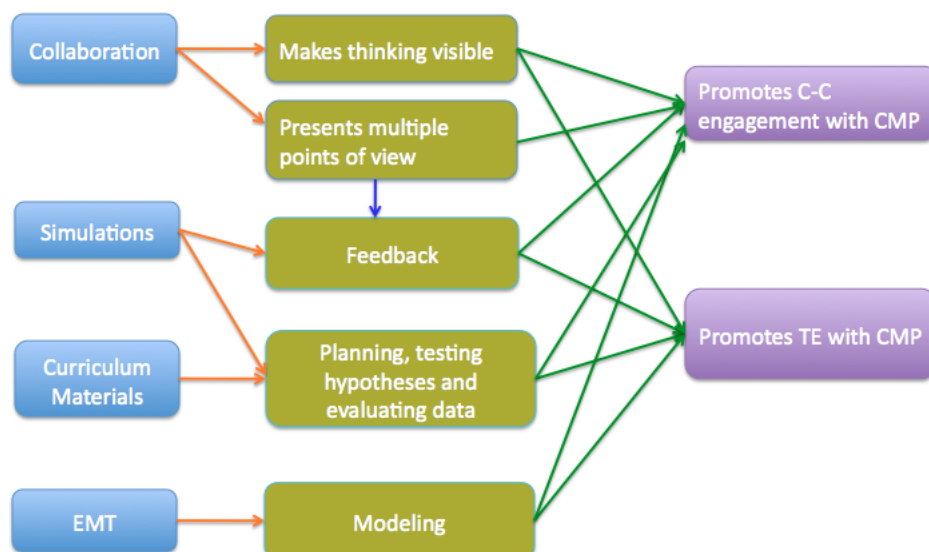 Collaboration
Makes thinking visible
Presents multiple
points of view
Promotes C-C
engagement with CMP
Simulations
Feedback
Promotes TE with CMP
Curriculum
Materials
Planning, testing
hypotheses and
evaluating data
EMT
Modeling